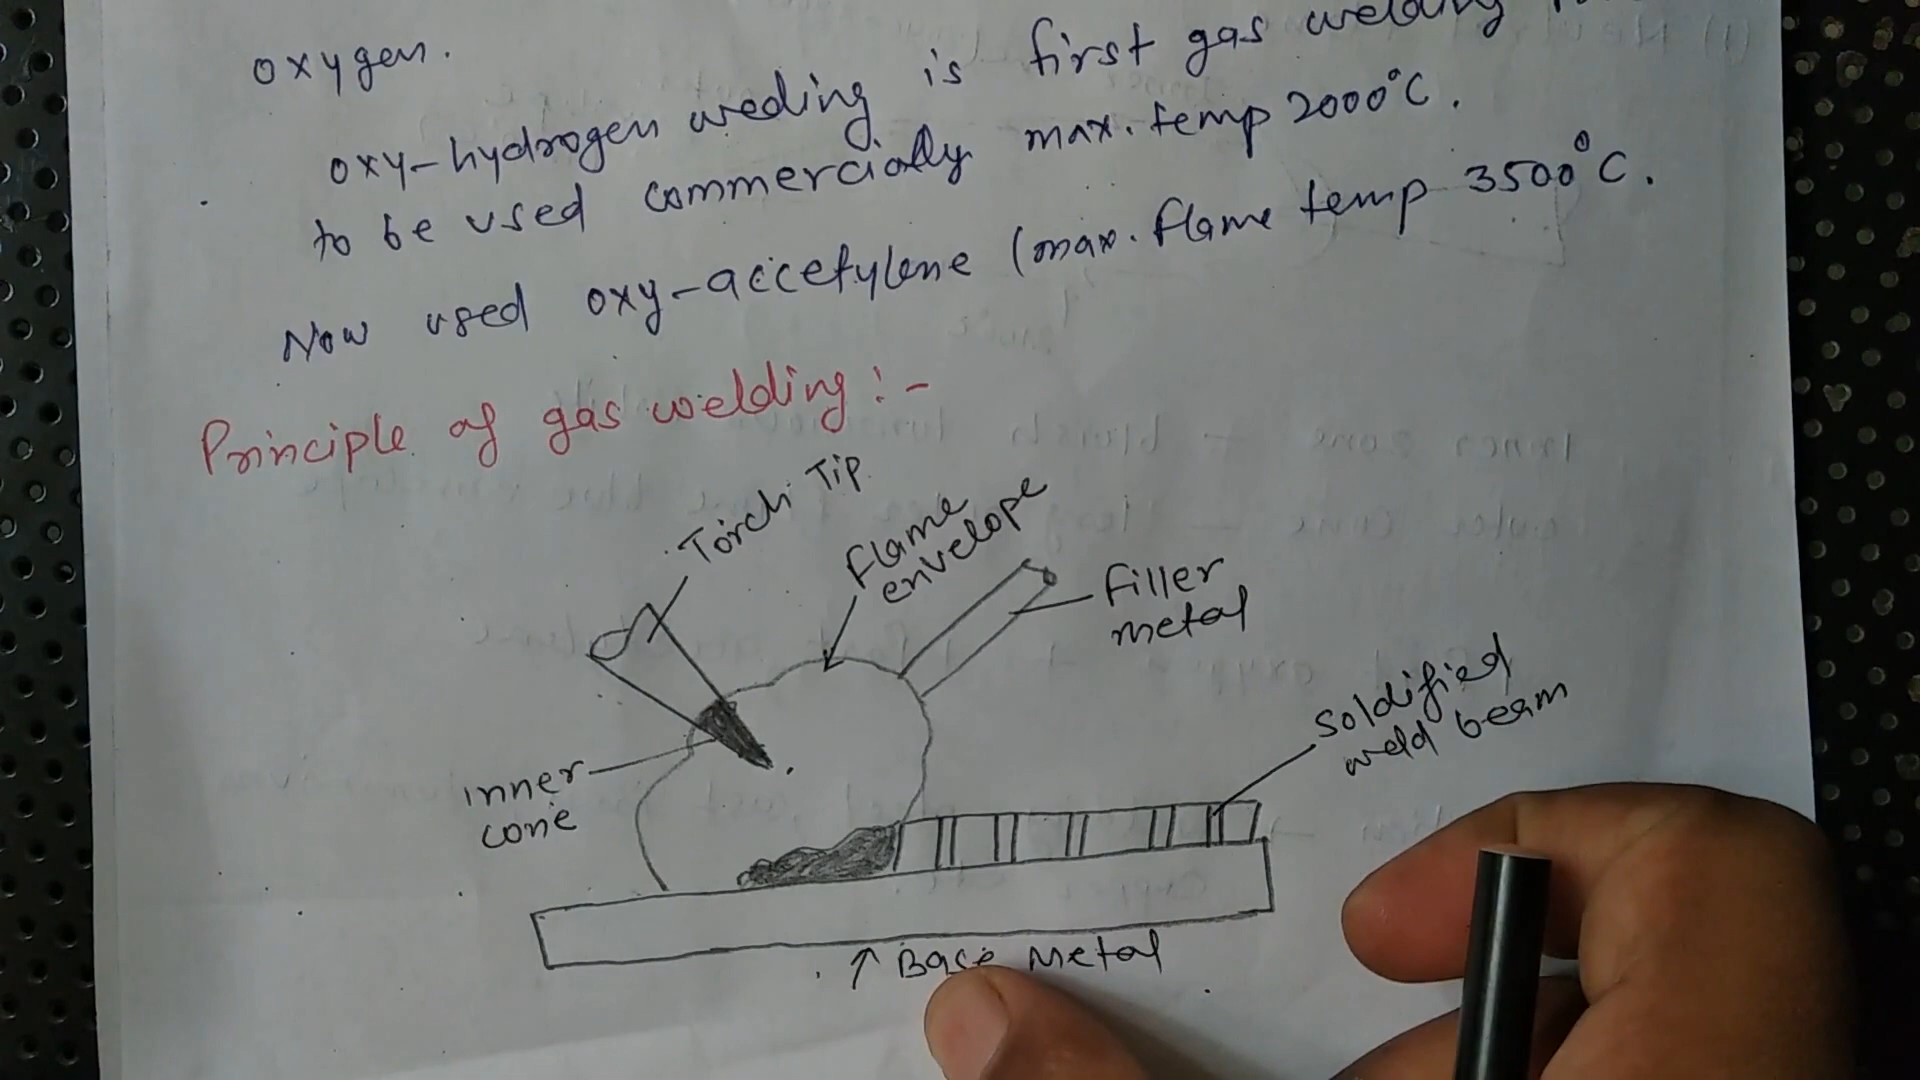 oxygen.
oxy-hydrogen weding is first gas welding
to be used commercially max. temp 2000°C.
Now used oxy-accetylene (max. flame temp 3500°C.
Principle of gas welding :-
Torch Tip
flame
envelope
filler
metal
soldified
weld beam
inner
cone
↑ Base Metal